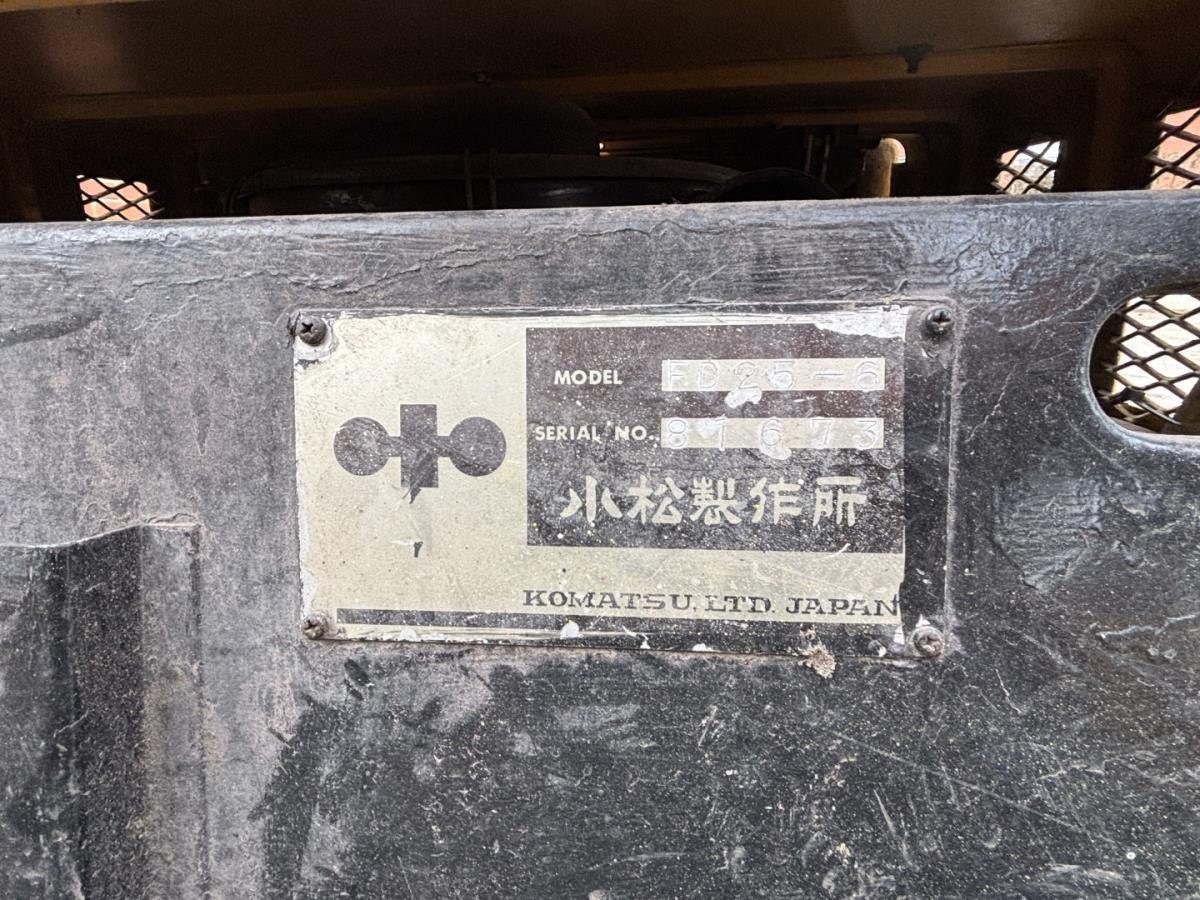 MODEL FD25-6
SERIAL NO. 81673
小松製作所
KOMATSU, LTD. JAPAN